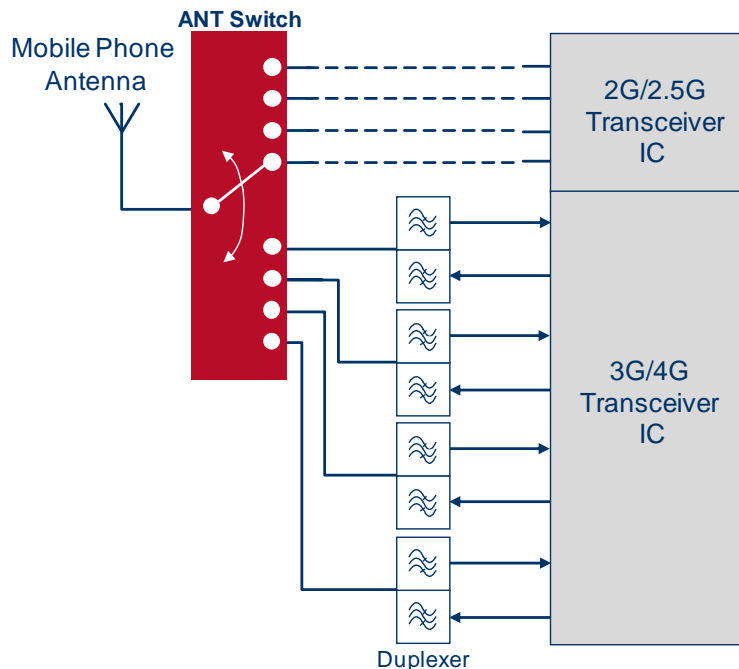 ANT Switch
Mobile Phone
Antenna
2G/2.5G
Transceiver
IC
3G/4G
Transceiver
IC
Duplexer